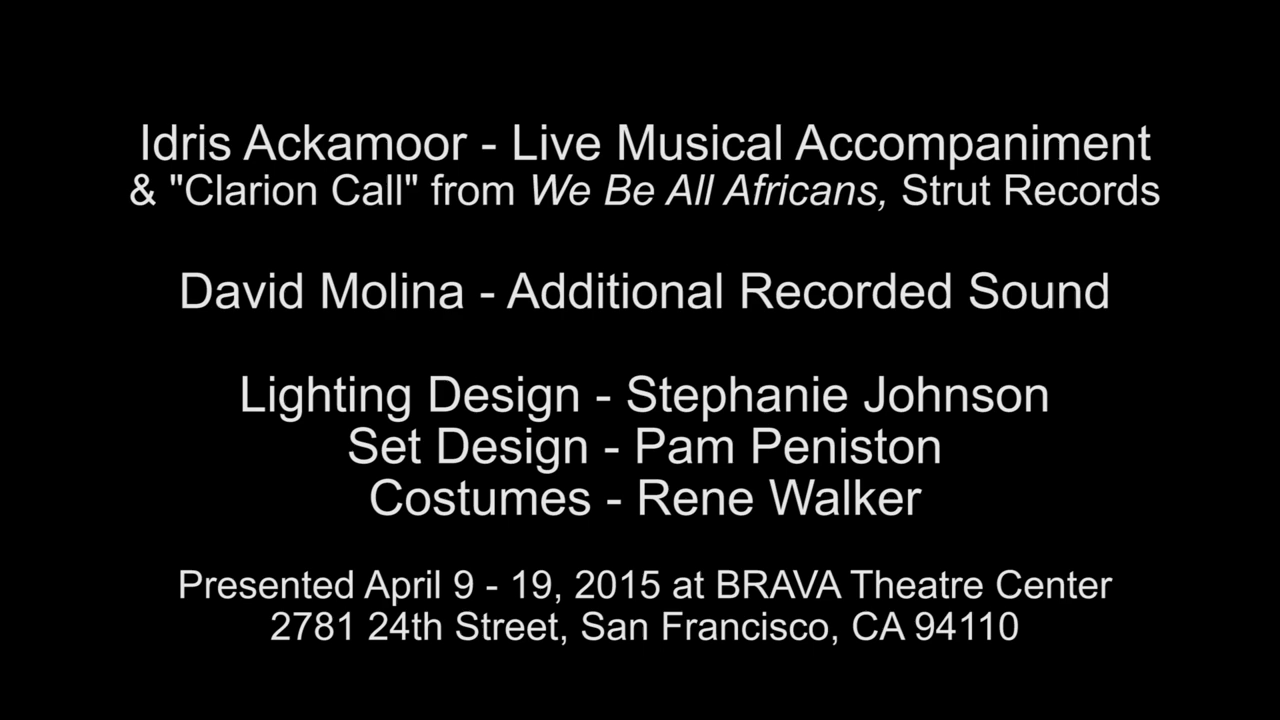 Idris Ackamoor - Live Musical Accompaniment
& "Clarion Call" from We Be All Africans, Strut Records
David Molina - Additional Recorded Sound
Lighting Design - Stephanie Johnson
Set Design - Pam Peniston
Costumes - Rene Walker
Presented April 9 - 19, 2015 at BRAVA Theatre Center
2781 24th Street, San Francisco, CA 94110